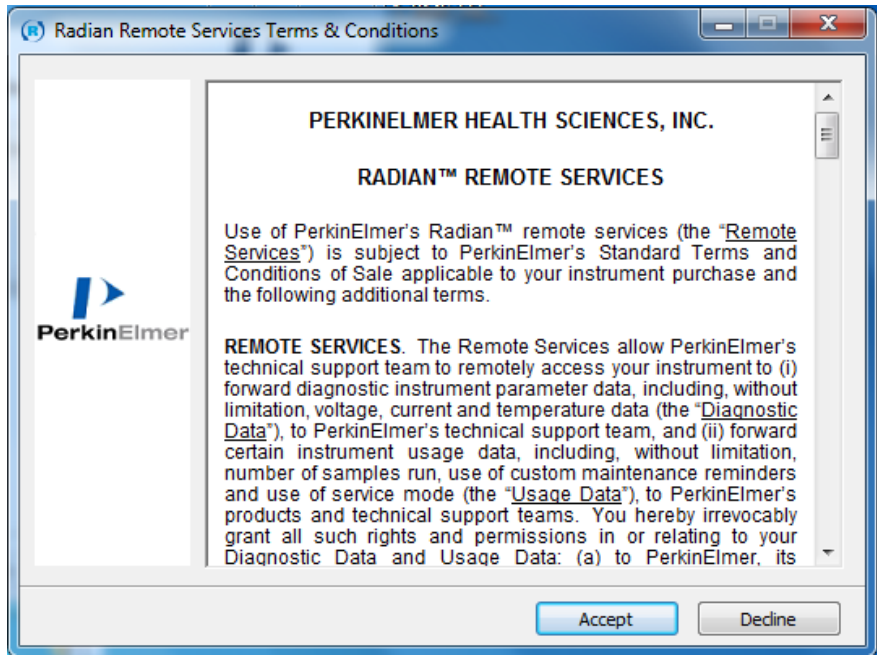 Radian Remote Services Terms & Conditions
PERKINELMER HEALTH SCIENCES, INC.
RADIAN™ REMOTE SERVICES
Use of PerkinElmer's Radian™ remote services (the “Remote
Services”) is subject to PerkinElmer's Standard Terms and
Conditions of Sale applicable to your instrument purchase and
the following additional terms.
PerkinElmer
REMOTE SERVICES. The Remote Services allow PerkinElmer's
technical support team to remotely access your instrument to (i)
forward diagnostic instrument parameter data, including, without
limitation, voltage, current and temperature data (the “Diagnostic
Data”), to PerkinElmer's technical support team, and (ii) forward
certain instrument usage data, including, without limitation,
number of samples run, use of custom maintenance reminders
and use of service mode (the “Usage Data”), to PerkinElmer's
products and technical support teams. You hereby irrevocably
grant all such rights and permissions in or relating to your
Diagnostic Data and Usage Data: (a) to PerkinElmer, its
Accept
Decline